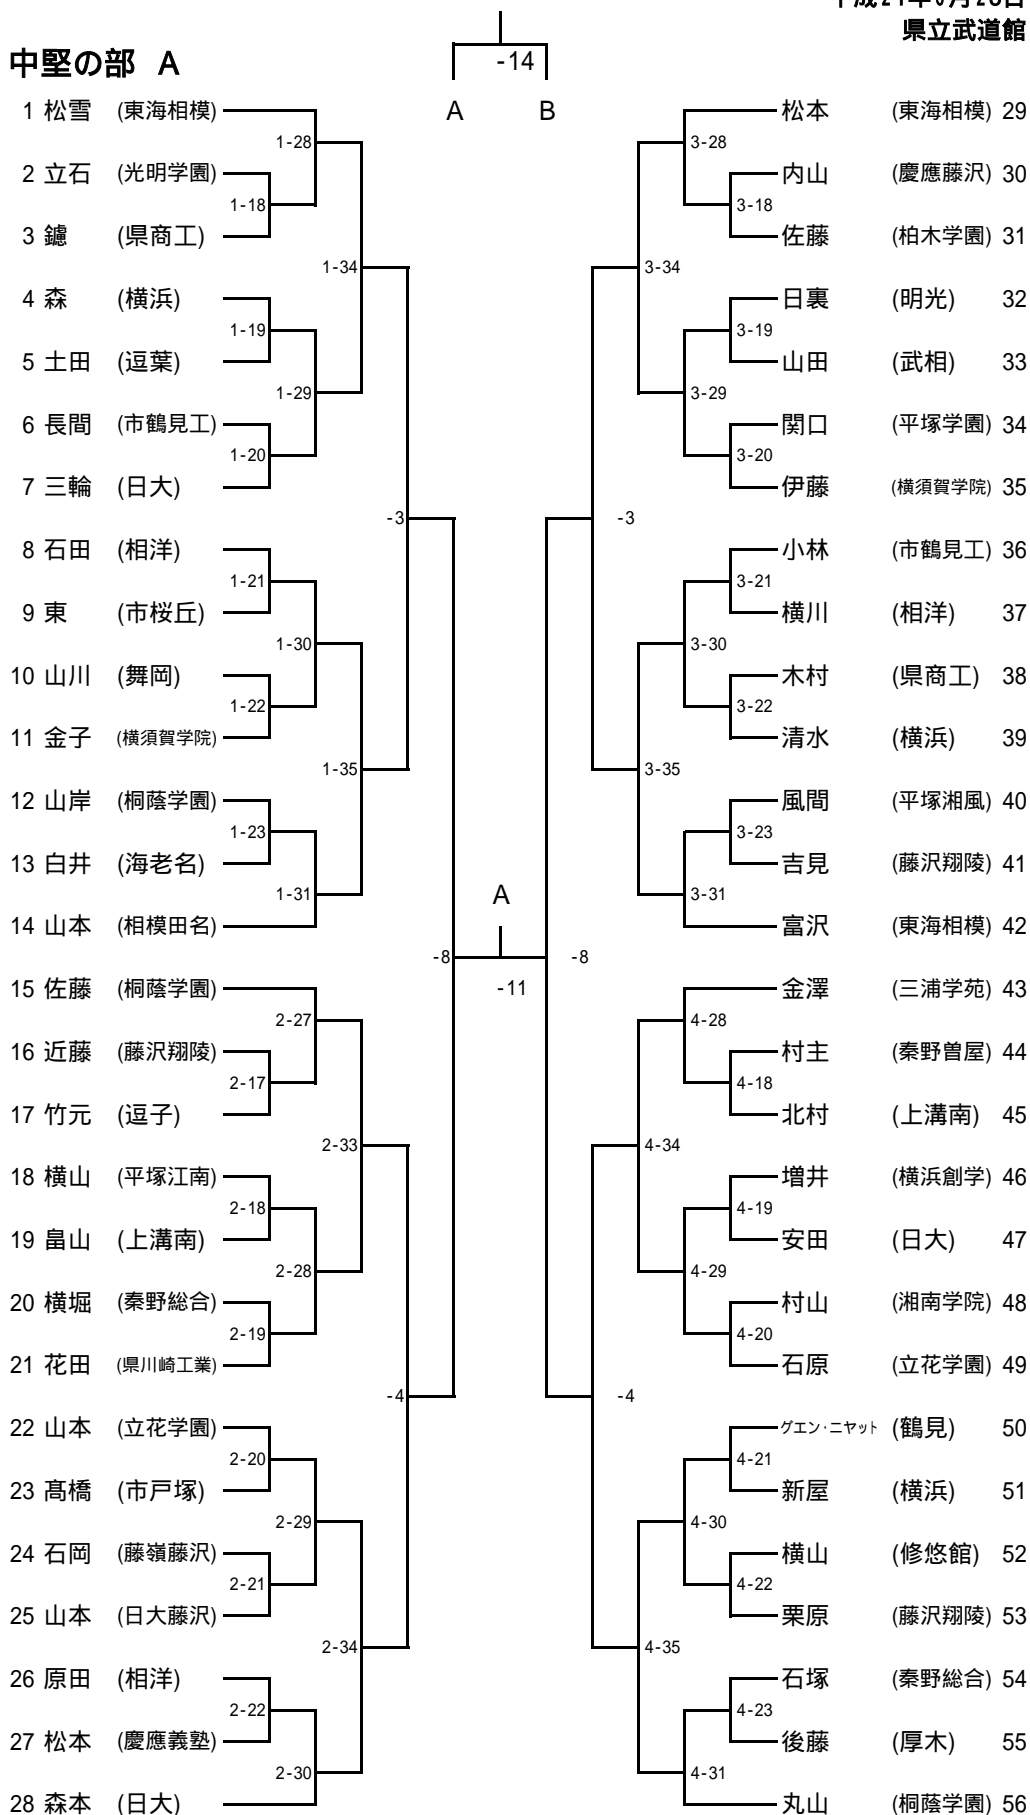 県立武道館
中堅の部 A
-14
A B
1 松雪 (東海相模)
1-28
2 立石 (光明学園)
1-18
3 鑢 (県商工)
1-34
4 森 (横浜)
1-19
5 土田 (逗葉)
1-29
6 長間 (市鶴見工)
1-20
7 三輪 (日大)
-3
8 石田 (相洋)
1-21
9 東 (市桜丘)
1-30
10 山川 (舞岡)
1-22
11 金子 (横須賀学院)
1-35
12 山岸 (桐蔭学園)
1-23
13 白井 (海老名)
1-31
14 山本 (相模田名)
-8
15 佐藤 (桐蔭学園)
2-27
16 近藤 (藤沢翔陵)
2-17
17 竹元 (逗子)
2-33
18 横山 (平塚江南)
2-18
19 畠山 (上溝南)
2-28
20 横堀 (秦野総合)
2-19
21 花田 (県川崎工業)
-4
22 山本 (立花学園)
2-20
23 髙橋 (市戸塚)
2-29
24 石岡 (藤嶺藤沢)
2-21
25 山本 (日大藤沢)
2-34
26 原田 (相洋)
2-22
27 松本 (慶應義塾)
2-30
28 森本 (日大)
A
-11
松本 (東海相模) 29
3-28
内山 (慶應藤沢) 30
3-18
佐藤 (柏木学園) 31
3-34
日裏 (明光) 32
3-19
山田 (武相) 33
3-29
関口 (平塚学園) 34
3-20
伊藤 (横須賀学院) 35
-3
小林 (市鶴見工) 36
3-21
横川 (相洋) 37
3-30
木村 (県商工) 38
3-22
清水 (横浜) 39
3-35
風間 (平塚湘風) 40
3-23
吉見 (藤沢翔陵) 41
3-31
富沢 (東海相模) 42
-8
金澤 (三浦学苑) 43
4-28
村主 (秦野曽屋) 44
4-18
北村 (上溝南) 45
4-34
増井 (横浜創学) 46
4-19
安田 (日大) 47
4-29
村山 (湘南学院) 48
4-20
石原 (立花学園) 49
-4
グエン・ニヤット (鶴見) 50
4-21
新屋 (横浜) 51
4-30
横山 (修悠館) 52
4-22
栗原 (藤沢翔陵) 53
4-35
石塚 (秦野総合) 54
4-23
後藤 (厚木) 55
4-31
丸山 (桐蔭学園) 56